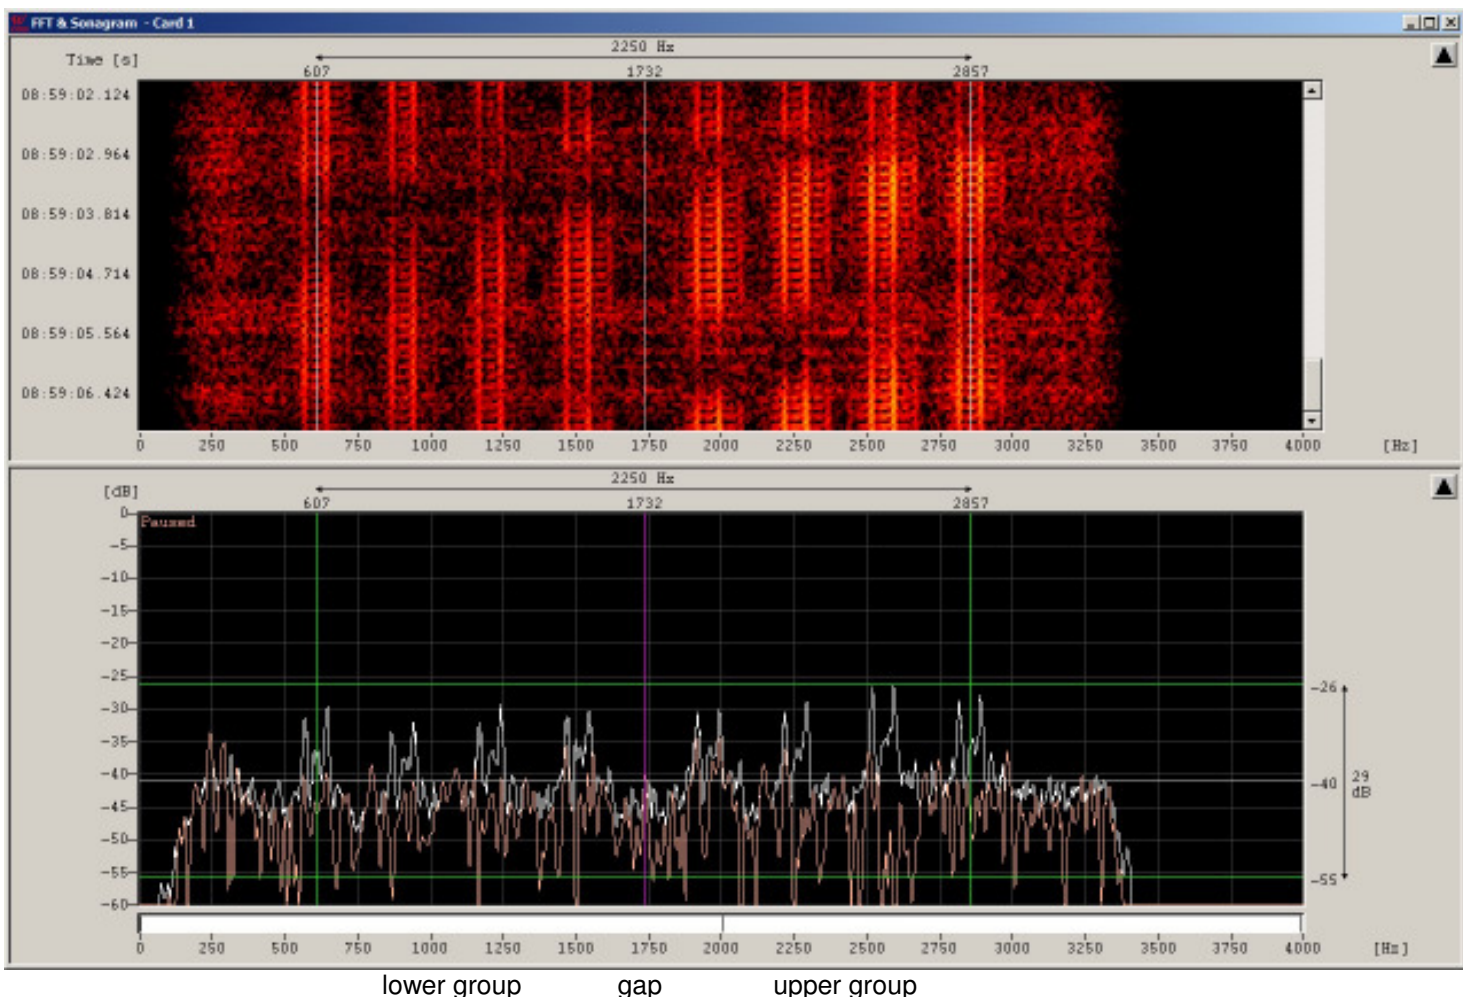 FFT & Sonagram - Card 1
2250 Hz
Time [s]
607 1732 2857
08:59:02.124
08:59:02.964
08:59:03.814
08:59:04.714
08:59:05.564
08:59:06.424
0 250 500 750 1000 1250 1500 1750 2000 2250 2500 2750 3000 3250 3500 3750 4000 [Hz]
2250 Hz
[dB]
607 1732 2857
0
Paused
-5
-10
-15
-20
-25
-26
-30
-35
-40
-40 29 dB
-45
-50
-55
-55
-60
0 250 500 750 1000 1250 1500 1750 2000 2250 2500 2750 3000 3250 3500 3750 4000 [Hz]
lower group gap upper group